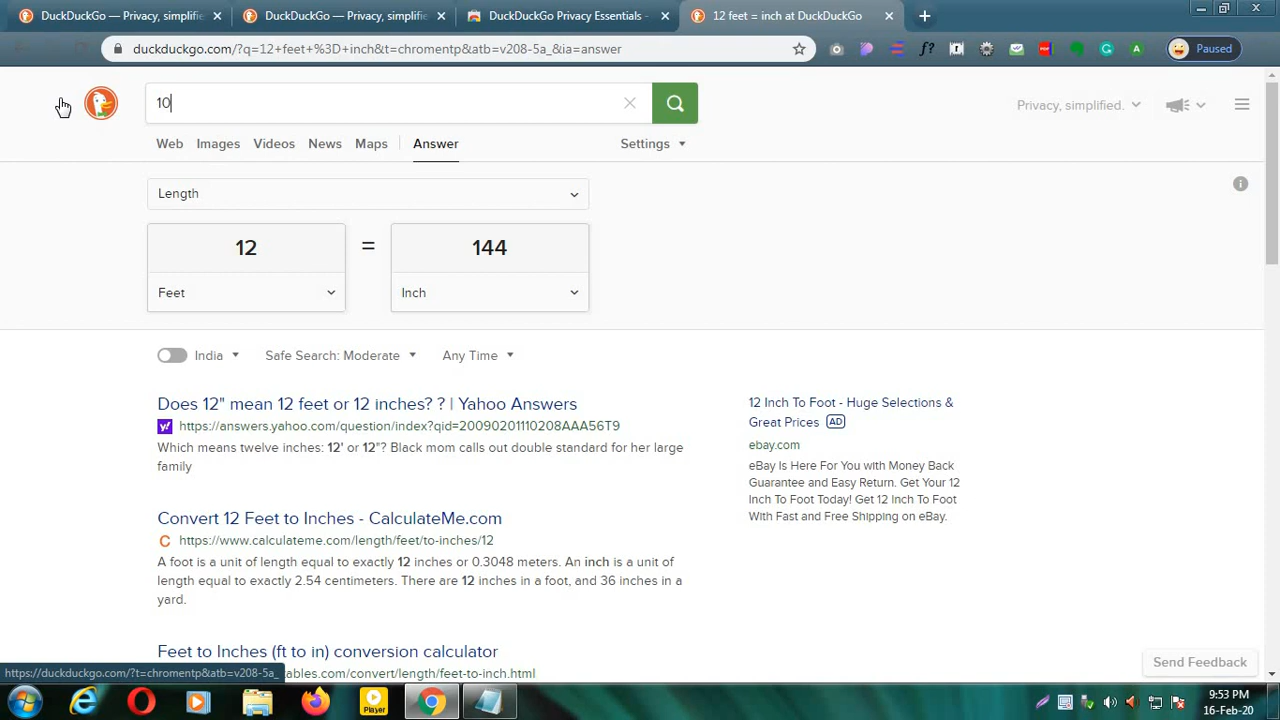 DuckDuckGo — Privacy, simplifie
DuckDuckGo — Privacy, simplifie
DuckDuckGo Privacy Essentials -
12 feet = inch at DuckDuckGo
duckduckgo.com/?q=12+feet+%3D+inch&t=chromentp&atb=v208-5a_&ia=answer
Paused
10
Privacy, simplified.
Web
Images
Videos
News
Maps
Answer
Settings
Length
12
=
144
Feet
Inch
India
Safe Search: Moderate
Any Time
Does 12" mean 12 feet or 12 inches? ? | Yahoo Answers
https://answers.yahoo.com/question/index?qid=20090201110208AAA56T9
Which means twelve inches: 12' or 12"? Black mom calls out double standard for her large
family
Convert 12 Feet to Inches - CalculateMe.com
https://www.calculateme.com/length/feet/to-inches/12
A foot is a unit of length equal to exactly 12 inches or 0.3048 meters. An inch is a unit of
length equal to exactly 2.54 centimeters. There are 12 inches in a foot, and 36 inches in a
yard.
Feet to Inches (ft to in) conversion calculator
ables.com/convert/length/feet-to-inch.html
12 Inch To Foot - Huge Selections &
Great Prices AD
ebay.com
eBay Is Here For You with Money Back
Guarantee and Easy Return. Get Your 12
Inch To Foot Today! Get 12 Inch To Foot
With Fast and Free Shipping on eBay.
Send Feedback
https://duckduckgo.com/?t=chromentp&atb=v208-5a_
Player
9:53 PM
16-Feb-20